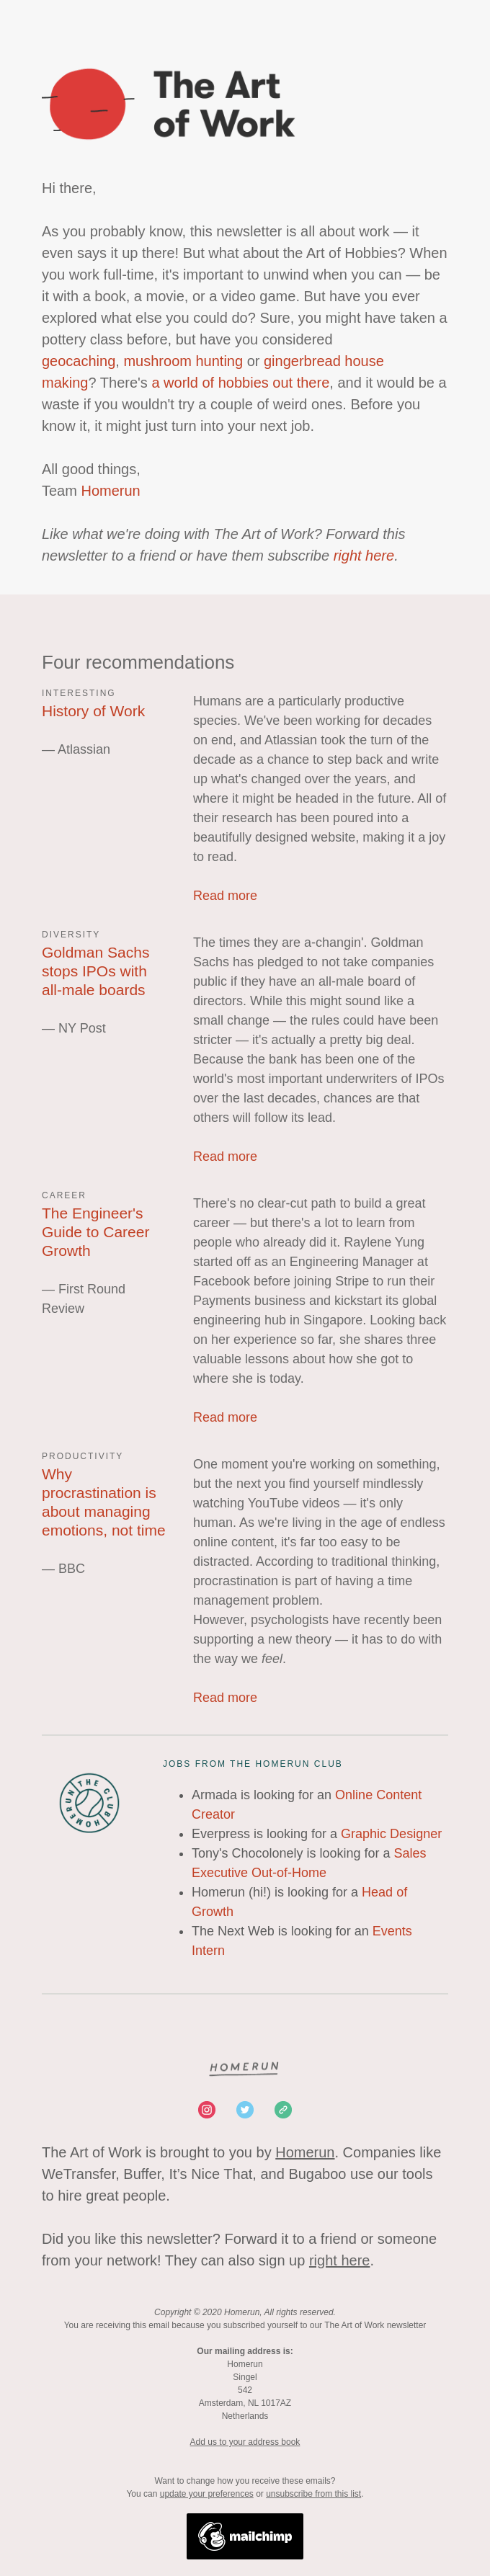 The Art
of Work
Hi there,
As you probably know, this newsletter is all about work — it
even says it up there! But what about the Art of Hobbies? When
you work full-time, it's important to unwind when you can — be
it with a book, a movie, or a video game. But have you ever
explored what else you could do? Sure, you might have taken a
pottery class before, but have you considered
geocaching, mushroom hunting or gingerbread house
making? There's a world of hobbies out there, and it would be a
waste if you wouldn't try a couple of weird ones. Before you
know it, it might just turn into your next job.
All good things,
Team Homerun
Like what we're doing with The Art of Work? Forward this
newsletter to a friend or have them subscribe right here.
Four recommendations
INTERESTING
History of Work
— Atlassian
Humans are a particularly productive
species. We've been working for decades
on end, and Atlassian took the turn of the
decade as a chance to step back and write
up what's changed over the years, and
where it might be headed in the future. All of
their research has been poured into a
beautifully designed website, making it a joy
to read.
Read more
DIVERSITY
Goldman Sachs
stops IPOs with
all-male boards
— NY Post
The times they are a-changin'. Goldman
Sachs has pledged to not take companies
public if they have an all-male board of
directors. While this might sound like a
small change — the rules could have been
stricter — it's actually a pretty big deal.
Because the bank has been one of the
world's most important underwriters of IPOs
over the last decades, chances are that
others will follow its lead.
Read more
CAREER
The Engineer's
Guide to Career
Growth
— First Round
Review
There's no clear-cut path to build a great
career — but there's a lot to learn from
people who already did it. Raylene Yung
started off as an Engineering Manager at
Facebook before joining Stripe to run their
Payments business and kickstart its global
engineering hub in Singapore. Looking back
on her experience so far, she shares three
valuable lessons about how she got to
where she is today.
Read more
PRODUCTIVITY
Why
procrastination is
about managing
emotions, not time
— BBC
One moment you're working on something,
but the next you find yourself mindlessly
watching YouTube videos — it's only
human. As we're living in the age of endless
online content, it's far too easy to be
distracted. According to traditional thinking,
procrastination is part of having a time
management problem.
However, psychologists have recently been
supporting a new theory — it has to do with
the way we feel.
Read more
THE CLUB HOMERUN
JOBS FROM THE HOMERUN CLUB
• Armada is looking for an Online Content
Creator
• Everpress is looking for a Graphic Designer
• Tony's Chocolonely is looking for a Sales
Executive Out-of-Home
• Homerun (hi!) is looking for a Head of
Growth
• The Next Web is looking for an Events
Intern
HOMERUN
The Art of Work is brought to you by Homerun. Companies like
WeTransfer, Buffer, It’s Nice That, and Bugaboo use our tools
to hire great people.
Did you like this newsletter? Forward it to a friend or someone
from your network! They can also sign up right here.
Copyright © 2020 Homerun, All rights reserved.
You are receiving this email because you subscribed yourself to our The Art of Work newsletter
Our mailing address is:
Homerun
Singel
542
Amsterdam, NL 1017AZ
Netherlands
Add us to your address book
Want to change how you receive these emails?
You can update your preferences or unsubscribe from this list.
mailchimp